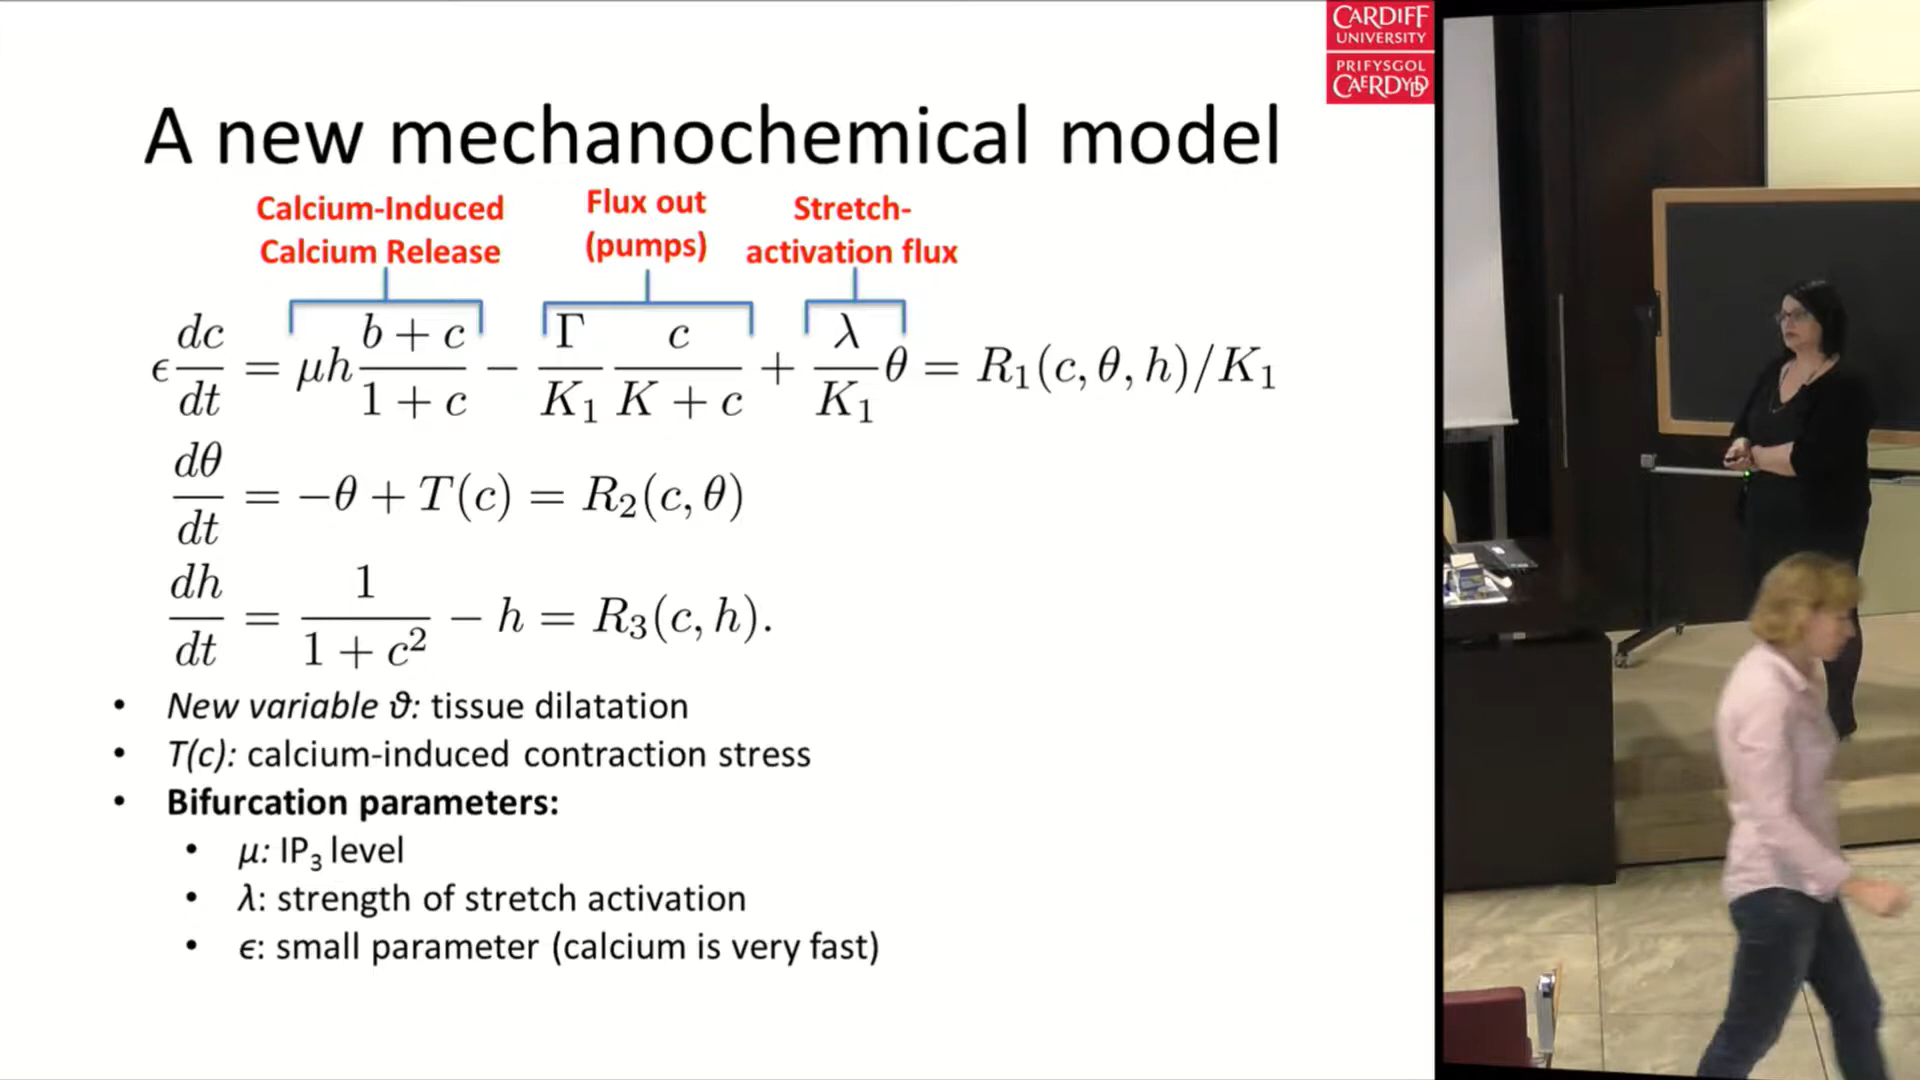 CARDIFF
UNIVERSITY
PRIFYSGOL
CAERDYDD
A new mechanochemical model
Calcium-Induced
Calcium Release
Flux out
(pumps)
Stretch-
activation flux
ϵ dc/dt = μh (b + c)/(1 + c) − Γ/K₁ c/(K + c) + λ/K₁ θ = R₁(c, θ, h)/K₁
dθ/dt = −θ + T(c) = R₂(c, θ)
dh/dt = 1/(1 + c²) − h = R₃(c, h).
• New variable ϑ: tissue dilatation
• T(c): calcium-induced contraction stress
• Bifurcation parameters:
• μ: IP₃ level
• λ: strength of stretch activation
• ϵ: small parameter (calcium is very fast)